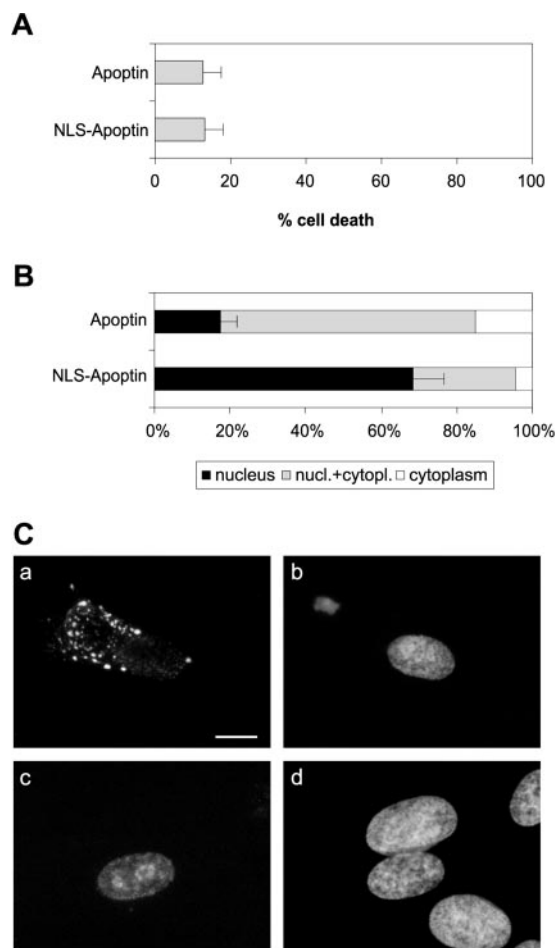 A
Apoptin
NLS-Apoptin
0 20 40 60 80 100
% cell death
B
Apoptin
NLS-Apoptin
0% 20% 40% 60% 80% 100%
nucleus nucl.+cytopl. cytoplasm
C
a b
c d